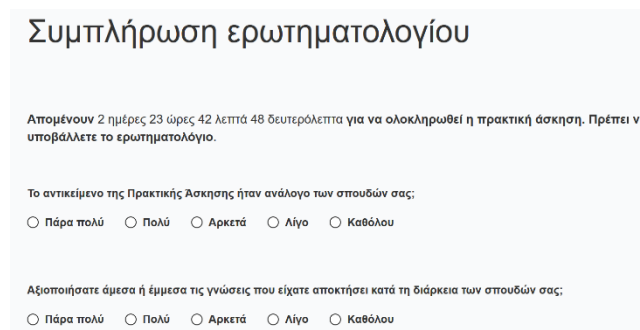 Συμπλήρωση ερωτηματολογίου
Απομένουν 2 ημέρες 23 ώρες 42 λεπτά 48 δευτερόλεπτα για να ολοκληρωθεί η πρακτική άσκηση. Πρέπει
υποβάλλετε το ερωτηματολόγιο.
Το αντικείμενο της Πρακτικής Άσκησης ήταν ανάλογο των σπουδών σας;
Πάρα πολύ Πολύ Αρκετά Λίγο Καθόλου
Αξιοποιήσατε άμεσα ή έμμεσα τις γνώσεις που είχατε αποκτήσει κατά τη διάρκεια των σπουδών σας;
Πάρα πολύ Πολύ Αρκετά Λίγο Καθόλου